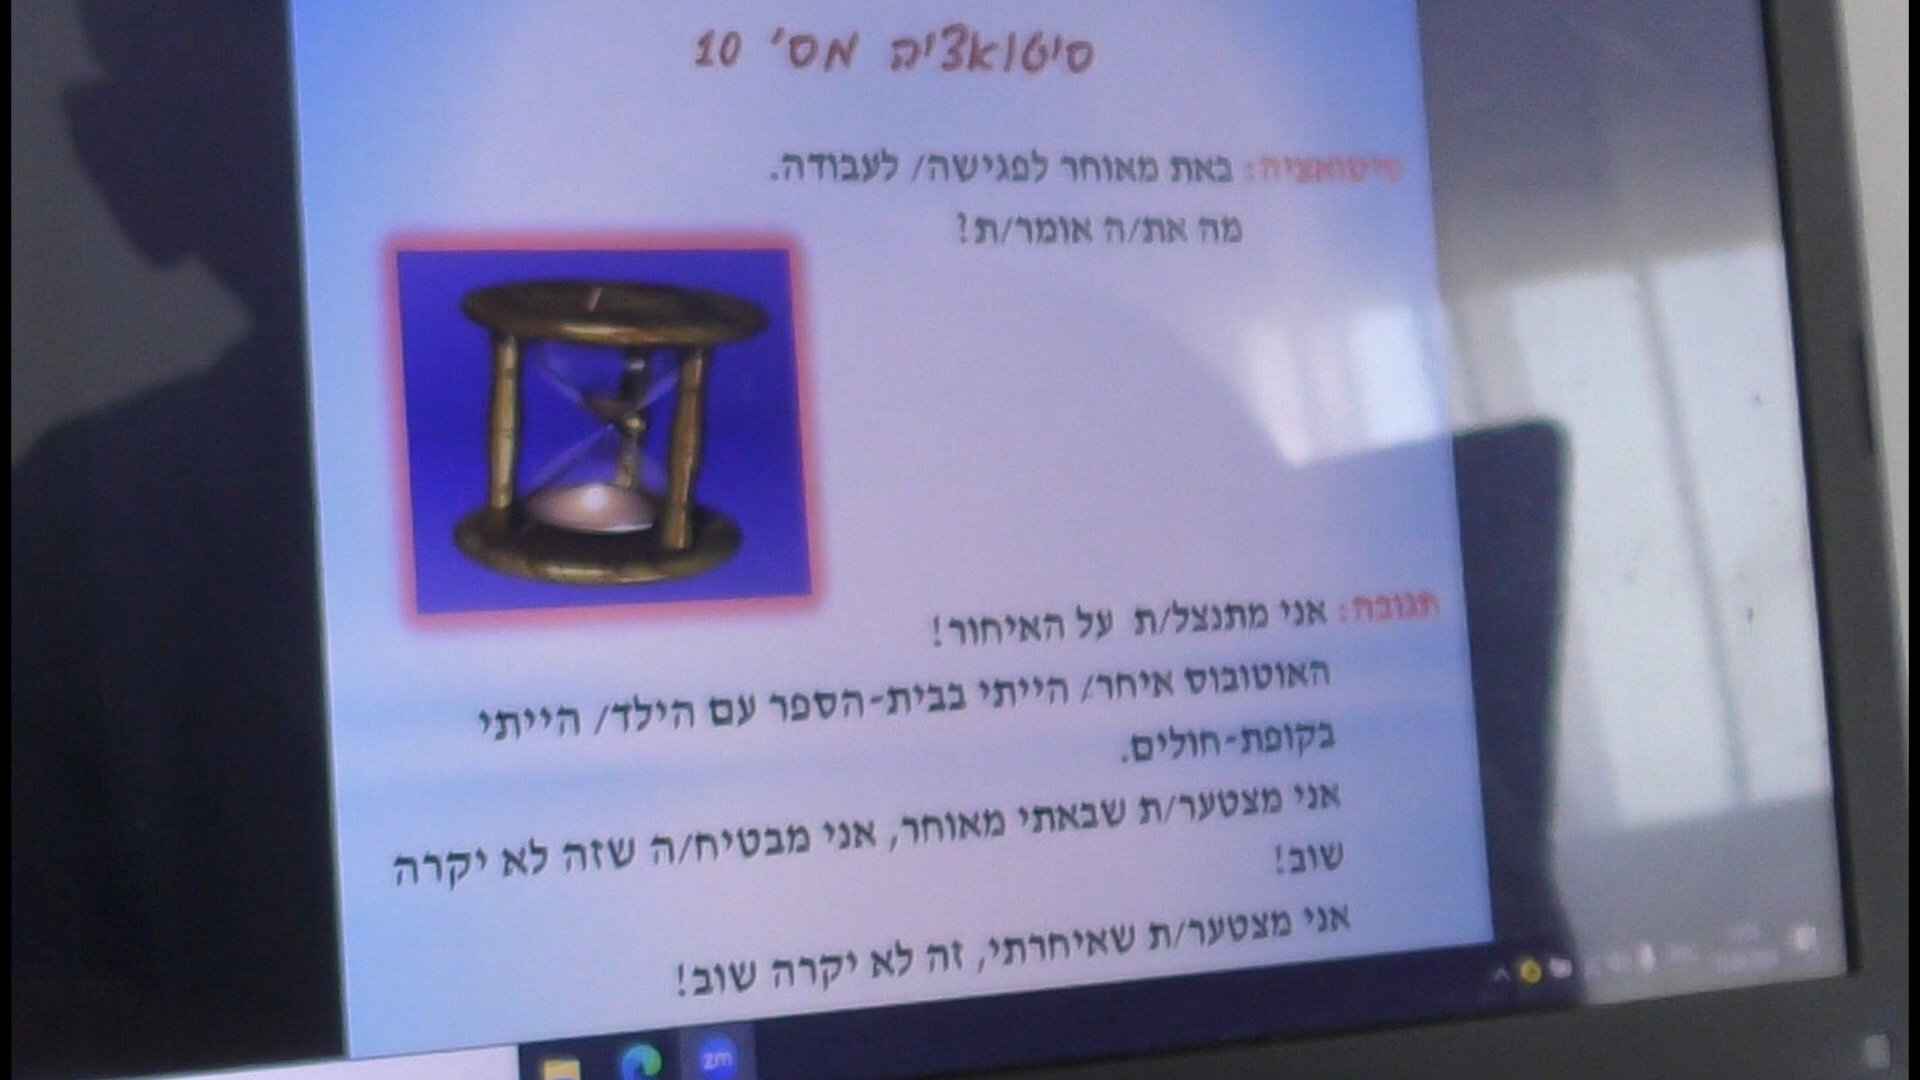 סיטואציה מס' 10
סיטואציה: באת מאוחר לפגישה/ לעבודה.
מה את/ה אומר/ת?
תגובה: אני מתנצל/ת על האיחור!
האוטובוס איחר/ הייתי בבית-הספר עם הילד/ הייתי
בקופת-חולים.
אני מצטער/ת שבאתי מאוחר, אני מבטיח/ה שזה לא יקרה
שוב!
אני מצטער/ת שאיחרתי, זה לא יקרה שוב!
zm